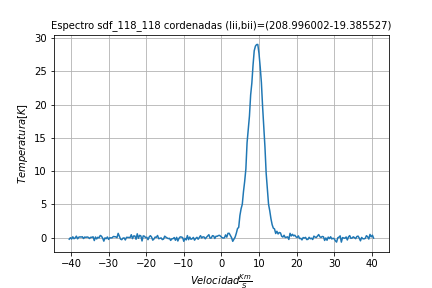 Espectro sdf_118_118 cordenadas (lii,bii)=(208.996002-19.385527)
30
25
20
15
10
5
0
Temperatura[K]
−40 −30 −20 −10 0 10 20 30 40
Velocidad Km/s